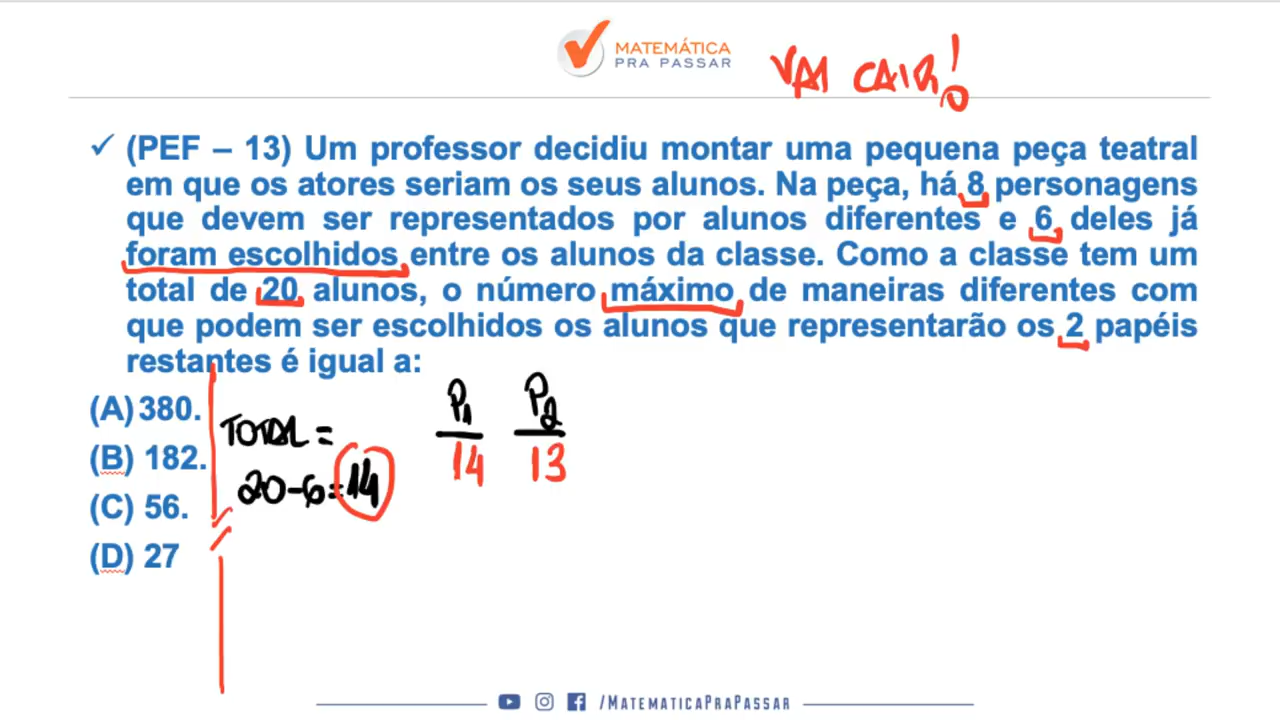 MATEMÁTICA
PRA PASSAR
VAI CAIR!
✓ (PEF – 13) Um professor decidiu montar uma pequena peça teatral
em que os atores seriam os seus alunos. Na peça, há 8 personagens
que devem ser representados por alunos diferentes e 6 deles já
foram escolhidos entre os alunos da classe. Como a classe tem um
total de 20 alunos, o número máximo de maneiras diferentes com
que podem ser escolhidos os alunos que representarão os 2 papéis
restantes é igual a:
(A) 380.
(B) 182.
(C) 56.
(D) 27
TOTAL =
20-6=14
P1 P2
14 13
/MATEMATICAPRAPASSAR